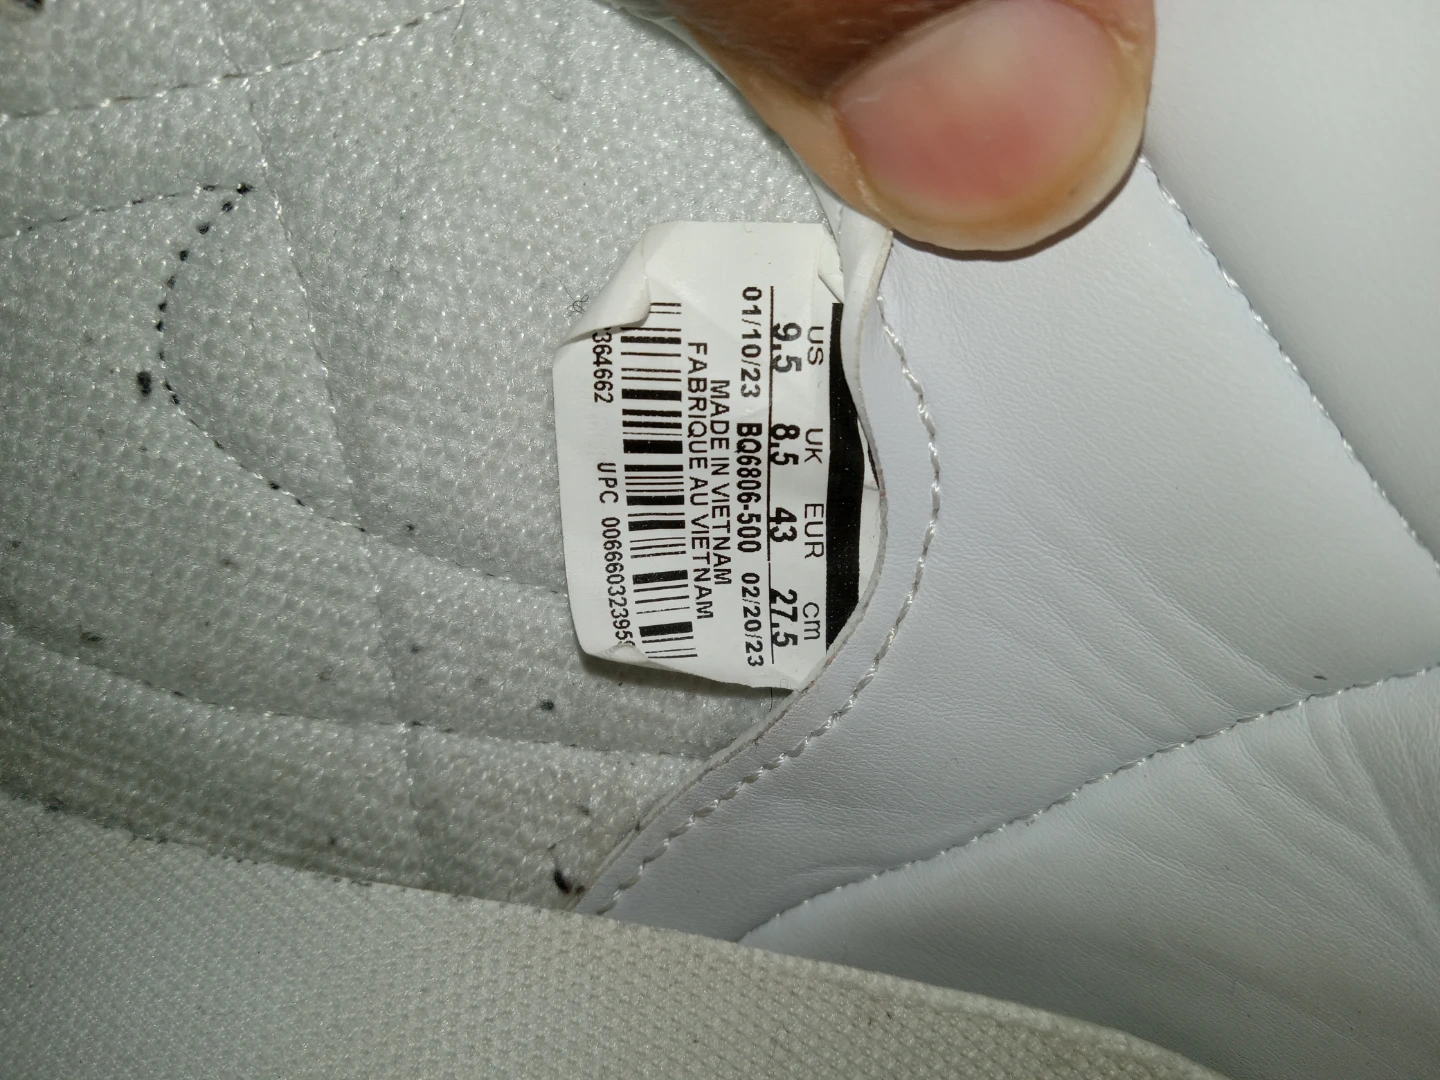 US UK EUR cm
9.5 8.5 43 27.5
01/10/23 BQ6806-500 02/20/23
MADE IN VIETNAM
FABRIQUE AU VIETNAM
364662 UPC 00666032395